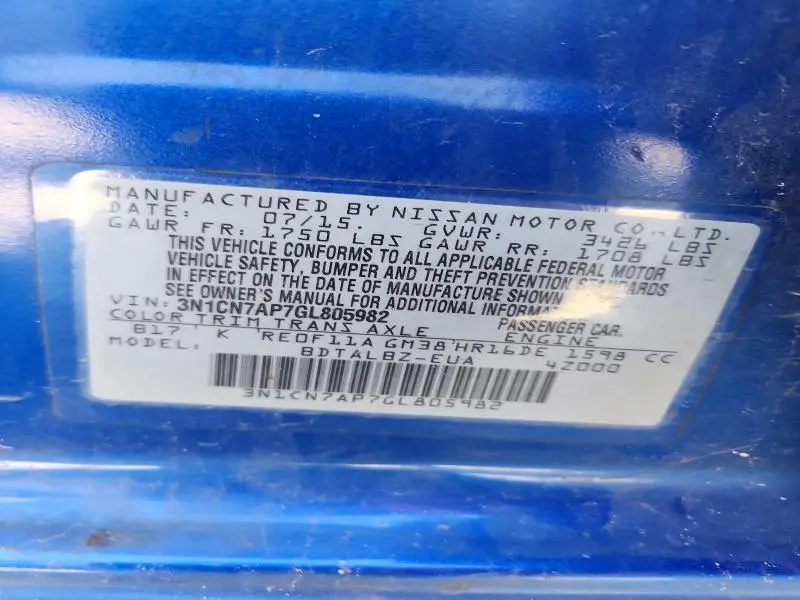 MANUFACTURED BY NISSAN MOTOR CO.,LTD.
DATE: 07/15. GVWR: 3426 LBS
GAWR FR: 1750 LBS GAWR RR: 1708 LBS
THIS VEHICLE CONFORMS TO ALL APPLICABLE FEDERAL MOTOR
VEHICLE SAFETY, BUMPER AND THEFT PREVENTION STANDARDS
IN EFFECT ON THE DATE OF MANUFACTURE SHOWN ABOVE.
SEE OWNER'S MANUAL FOR ADDITIONAL INFORMATION.
VIN: 3N1CN7AP7GL805982 PASSENGER CAR.
COLOR TRIM TRANS AXLE ENGINE
B17 K RE0F11A GM38 HR16DE 1598 CC
MODEL: BDTALBZ-EUA 4Z000
3N1CN7AP7GL805982